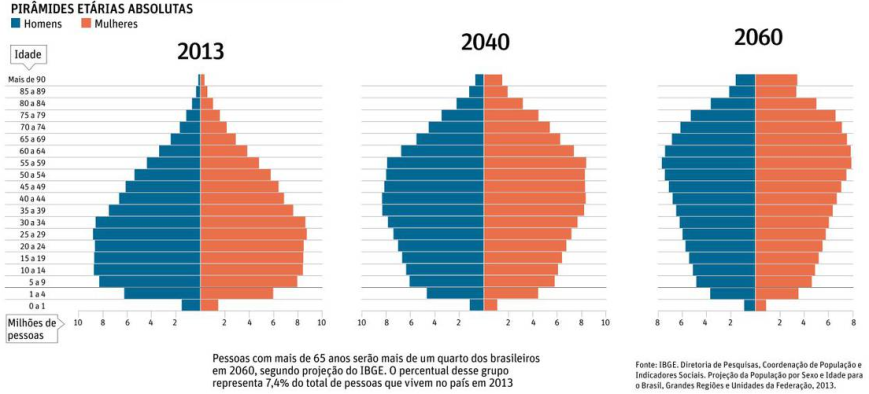 PIRÂMIDES ETÁRIAS ABSOLUTAS
Homens Mulheres
2013
2040
2060
Idade
Mais de 90
85 a 89
80 a 84
75 a 79
70 a 74
65 a 69
60 a 64
55 a 59
50 a 54
45 a 49
40 a 44
35 a 39
30 a 34
25 a 29
20 a 24
15 a 19
10 a 14
5 a 9
1 a 4
0 a 1
Milhões de
pessoas
10 8 6 4 2 2 4 6 8 10
10 8 6 4 2 2 4 6 8 10
8 6 4 2 2 4 6 8
Pessoas com mais de 65 anos serão mais de um quarto dos brasileiros
em 2060, segundo projeção do IBGE. O percentual desse grupo
representa 7,4% do total de pessoas que vivem no país em 2013
Fonte: IBGE. Diretoria de Pesquisas, Coordenação de População e
Indicadores Sociais. Projeção da População por Sexo e Idade para
o Brasil, Grandes Regiões e Unidades da Federação, 2013.